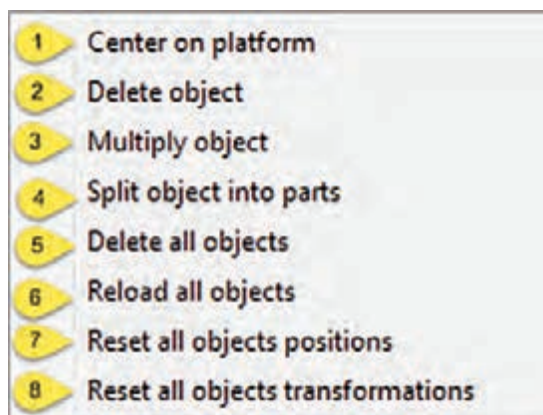 1 Center on platform
2 Delete object
3 Multiply object
4 Split object into parts
5 Delete all objects
6 Reload all objects
7 Reset all objects positions
8 Reset all objects transformations